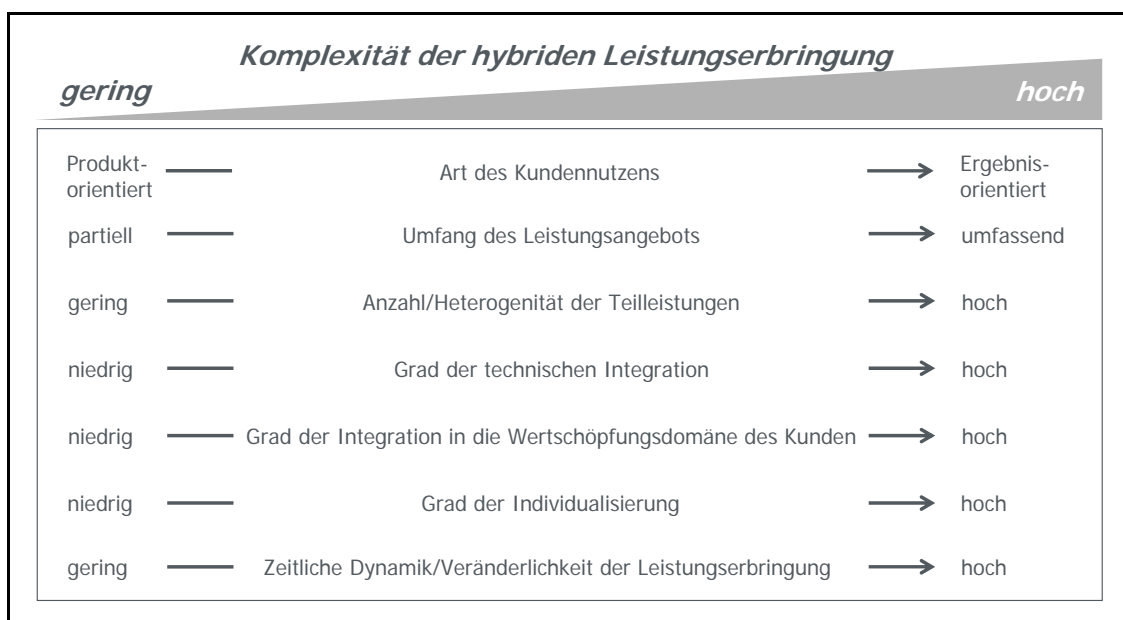 Komplexität der hybriden Leistungserbringung
gering hoch
Produkt-
orientiert
Art des Kundennutzens
Ergebnis-
orientiert
partiell Umfang des Leistungsangebots umfassend
gering Anzahl/Heterogenität der Teilleistungen hoch
niedrig Grad der technischen Integration hoch
niedrig Grad der Integration in die Wertschöpfungsdomäne des Kunden hoch
niedrig Grad der Individualisierung hoch
gering Zeitliche Dynamik/Veränderlichkeit der Leistungserbringung hoch